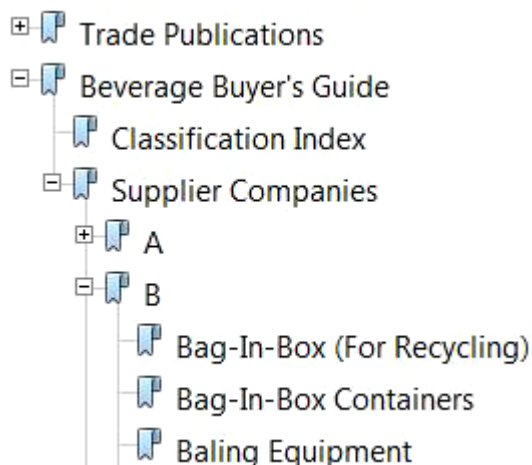 Trade Publications
Beverage Buyer's Guide
Classification Index
Supplier Companies
A
B
Bag-In-Box (For Recycling)
Bag-In-Box Containers
Baling Equipment